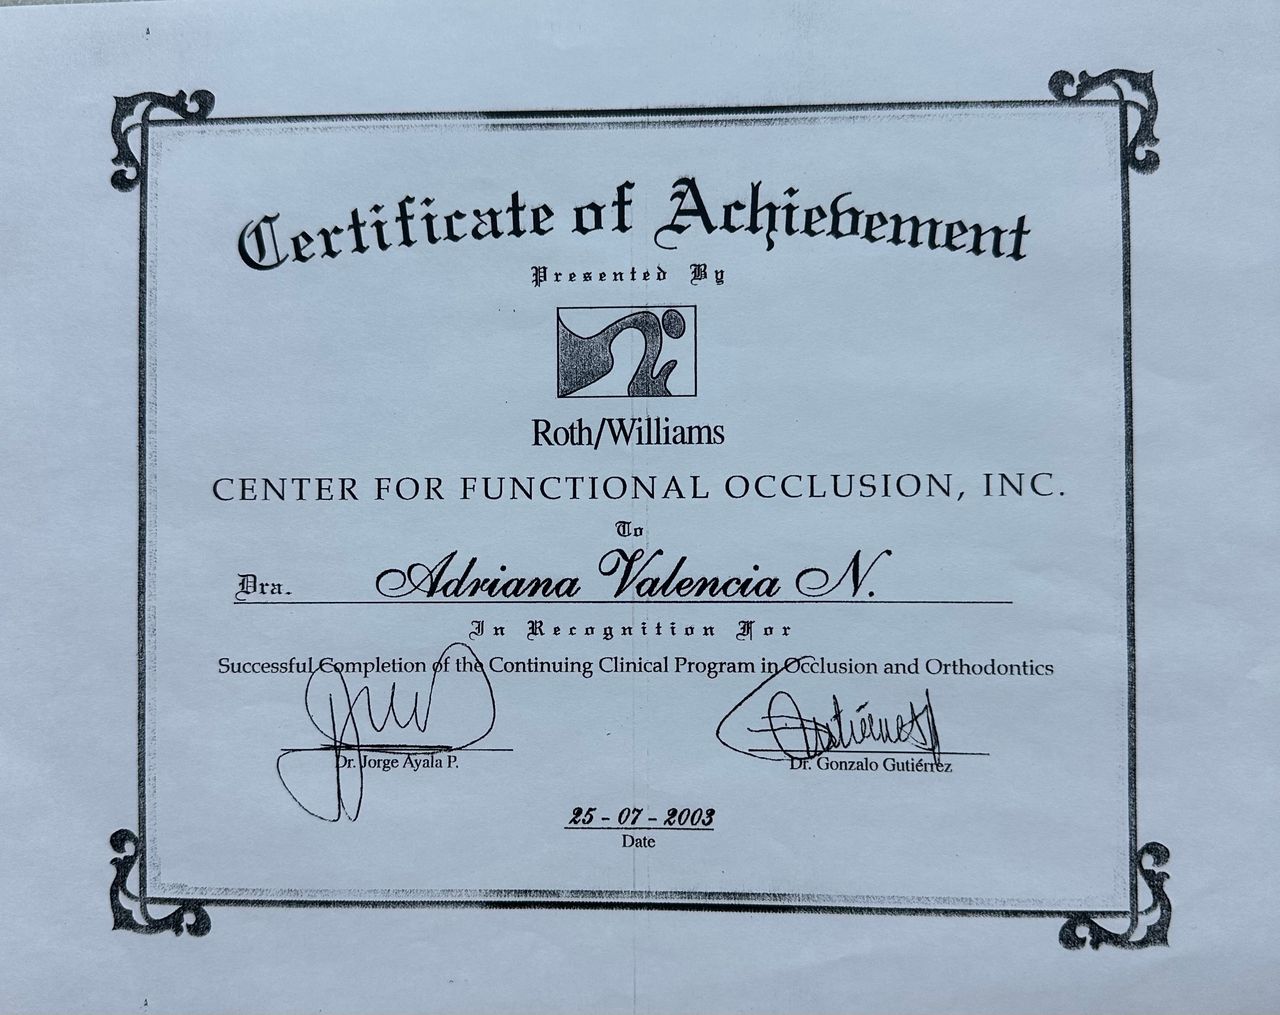 Certificate of Achievement
Presented By
Roth/Williams
CENTER FOR FUNCTIONAL OCCLUSION, INC.
To
Dra. Adriana Valencia N.
In Recognition For
Successful Completion of the Continuing Clinical Program in Occlusion and Orthodontics
Gutiérrez
Dr. Jorge Ayala P.
Dr. Gonzalo Gutiérrez
25 - 07 - 2003
Date